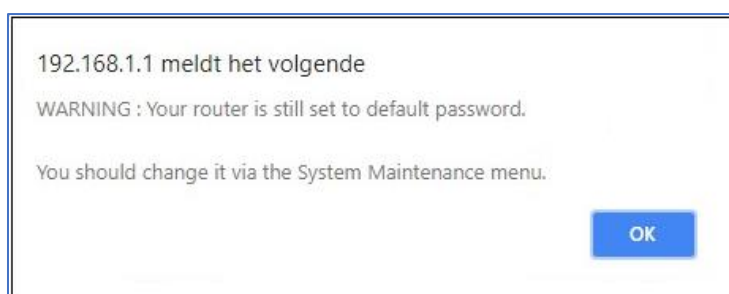 192.168.1.1 meldt het volgende
WARNING : Your router is still set to default password.
You should change it via the System Maintenance menu.
OK